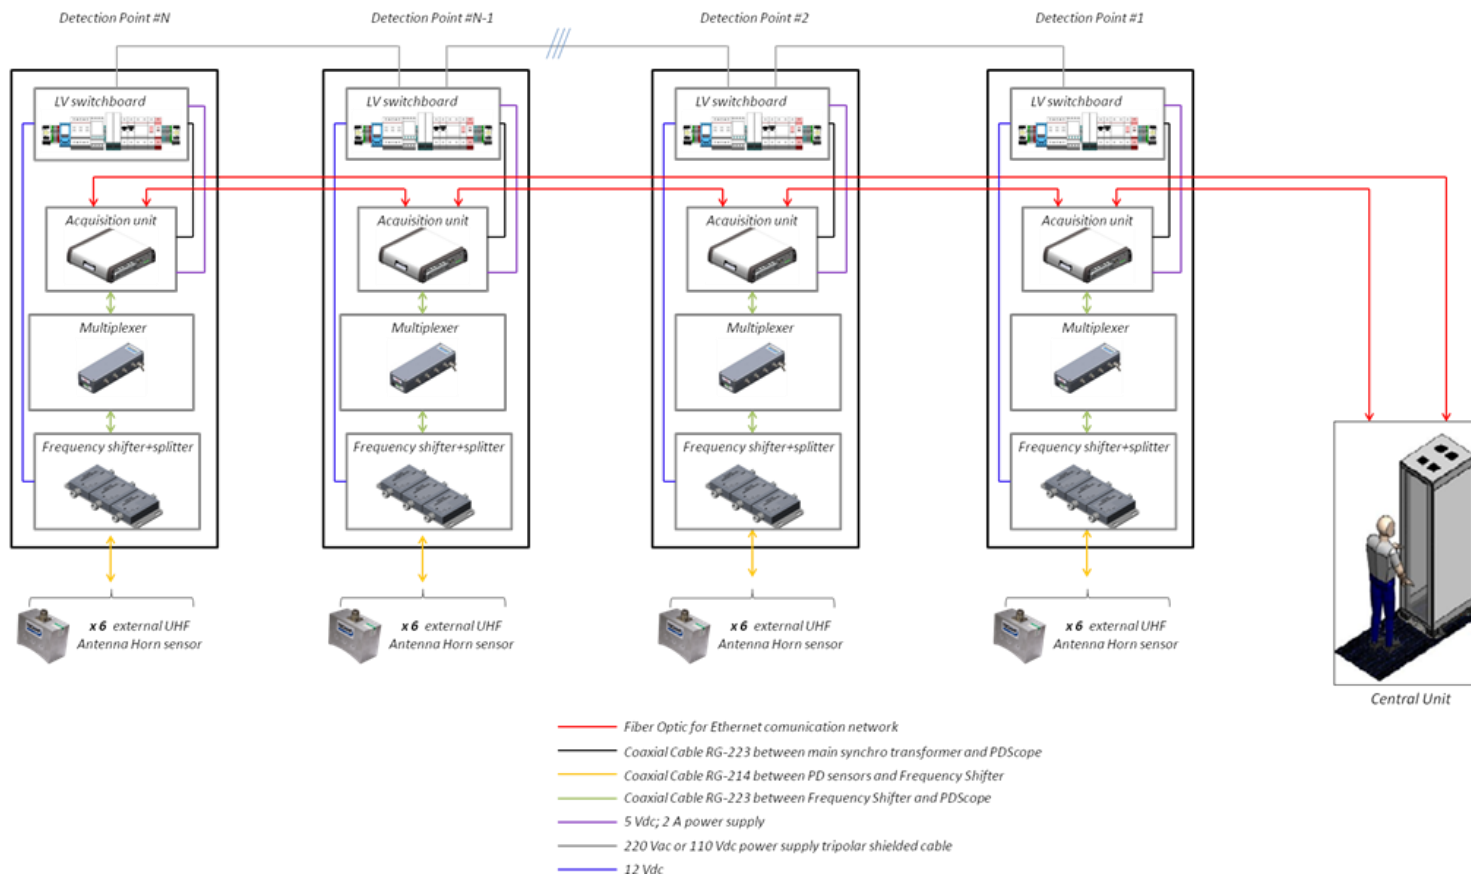 Detection Point #N
Detection Point #N-1
Detection Point #2
Detection Point #1
LV switchboard
LV switchboard
LV switchboard
LV switchboard
Acquisition unit
Acquisition unit
Acquisition unit
Acquisition unit
Multiplexer
Multiplexer
Multiplexer
Multiplexer
Frequency shifter+splitter
Frequency shifter+splitter
Frequency shifter+splitter
Frequency shifter+splitter
x 6 external UHF
Antenna Horn sensor
x 6 external UHF
Antenna Horn sensor
x 6 external UHF
Antenna Horn sensor
x 6 external UHF
Antenna Horn sensor
Central Unit
Fiber Optic for Ethernet comunication network
Coaxial Cable RG-223 between main synchro transformer and PDScope
Coaxial Cable RG-214 between PD sensors and Frequency Shifter
Coaxial Cable RG-223 between Frequency Shifter and PDScope
5 Vdc; 2 A power supply
220 Vac or 110 Vdc power supply tripolar shielded cable
12 Vdc